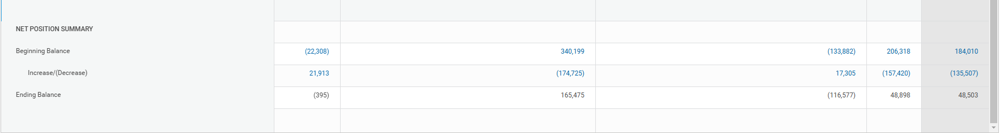 NET POSITION SUMMARY
Beginning Balance (22,308) 340,199 (133,882) 206,318 184,010
Increase/(Decrease) 21,913 (174,725) 17,305 (157,420) (135,507)
Ending Balance (395) 165,475 (116,577) 48,898 48,503